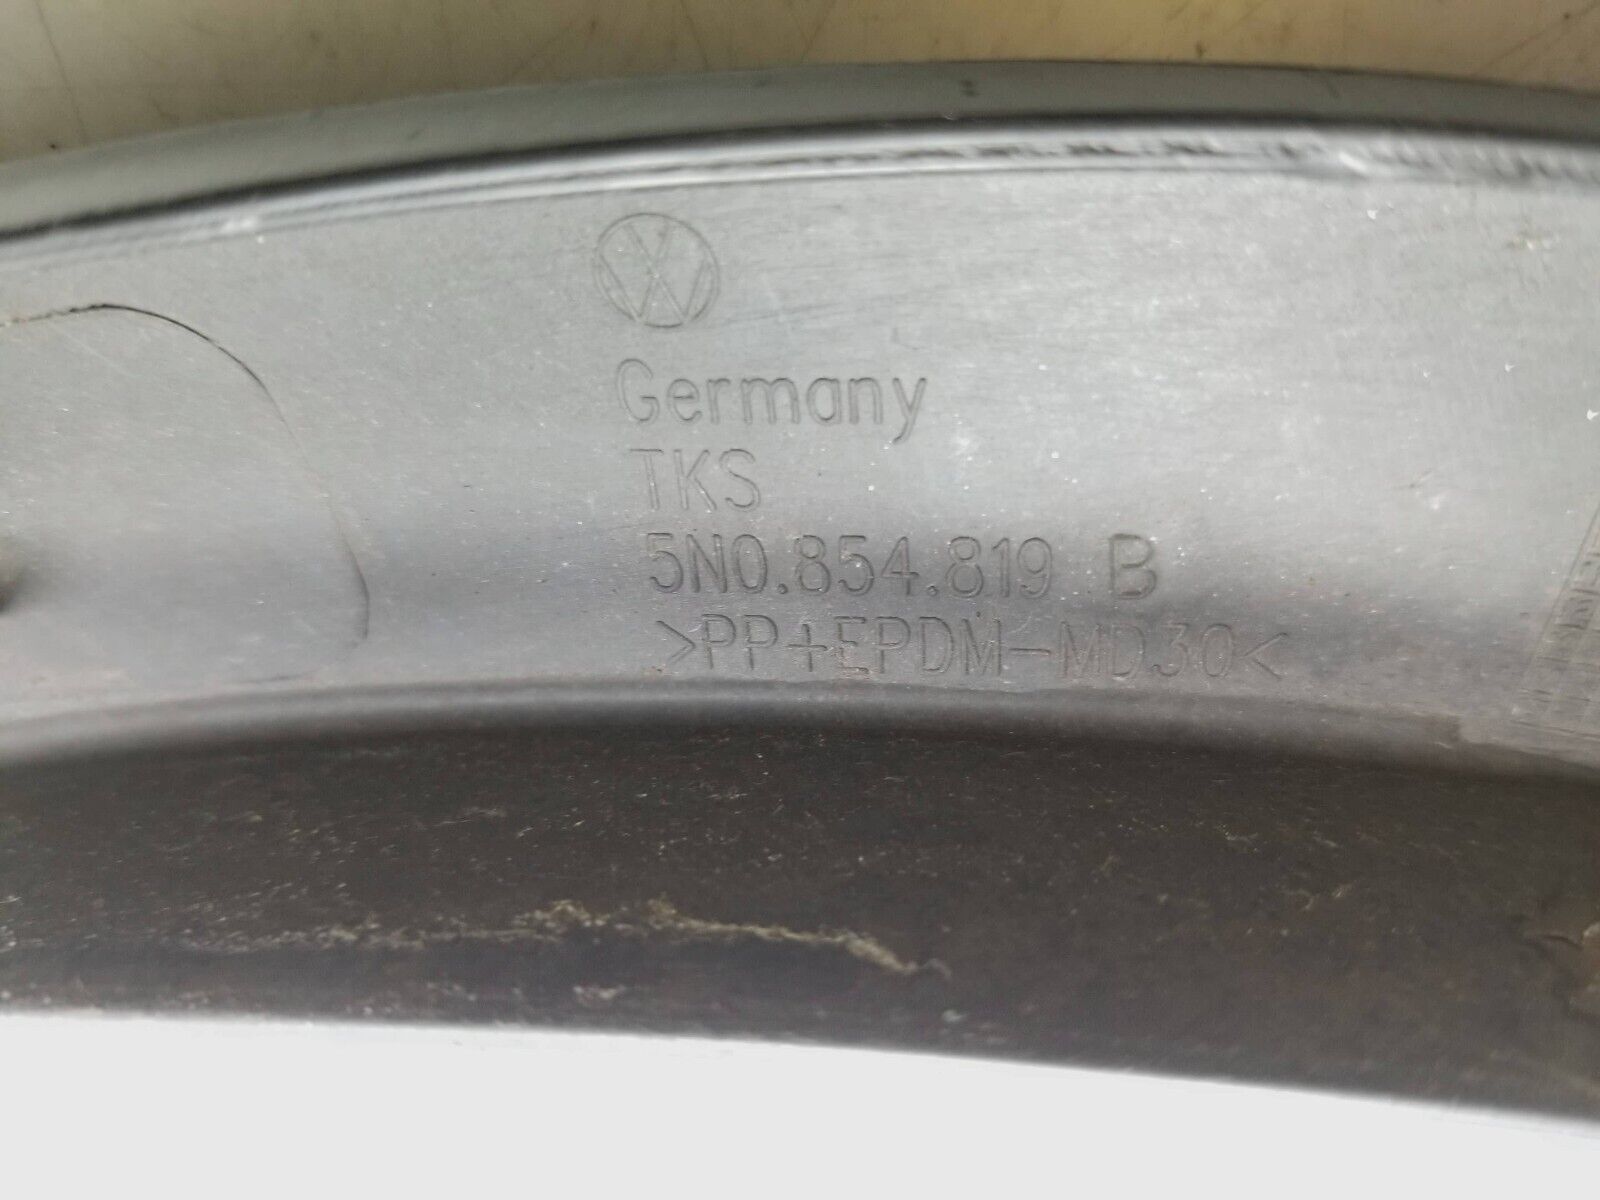 Germany
TKS
5N0.854.819 B
>PP+EPDM-MD30<